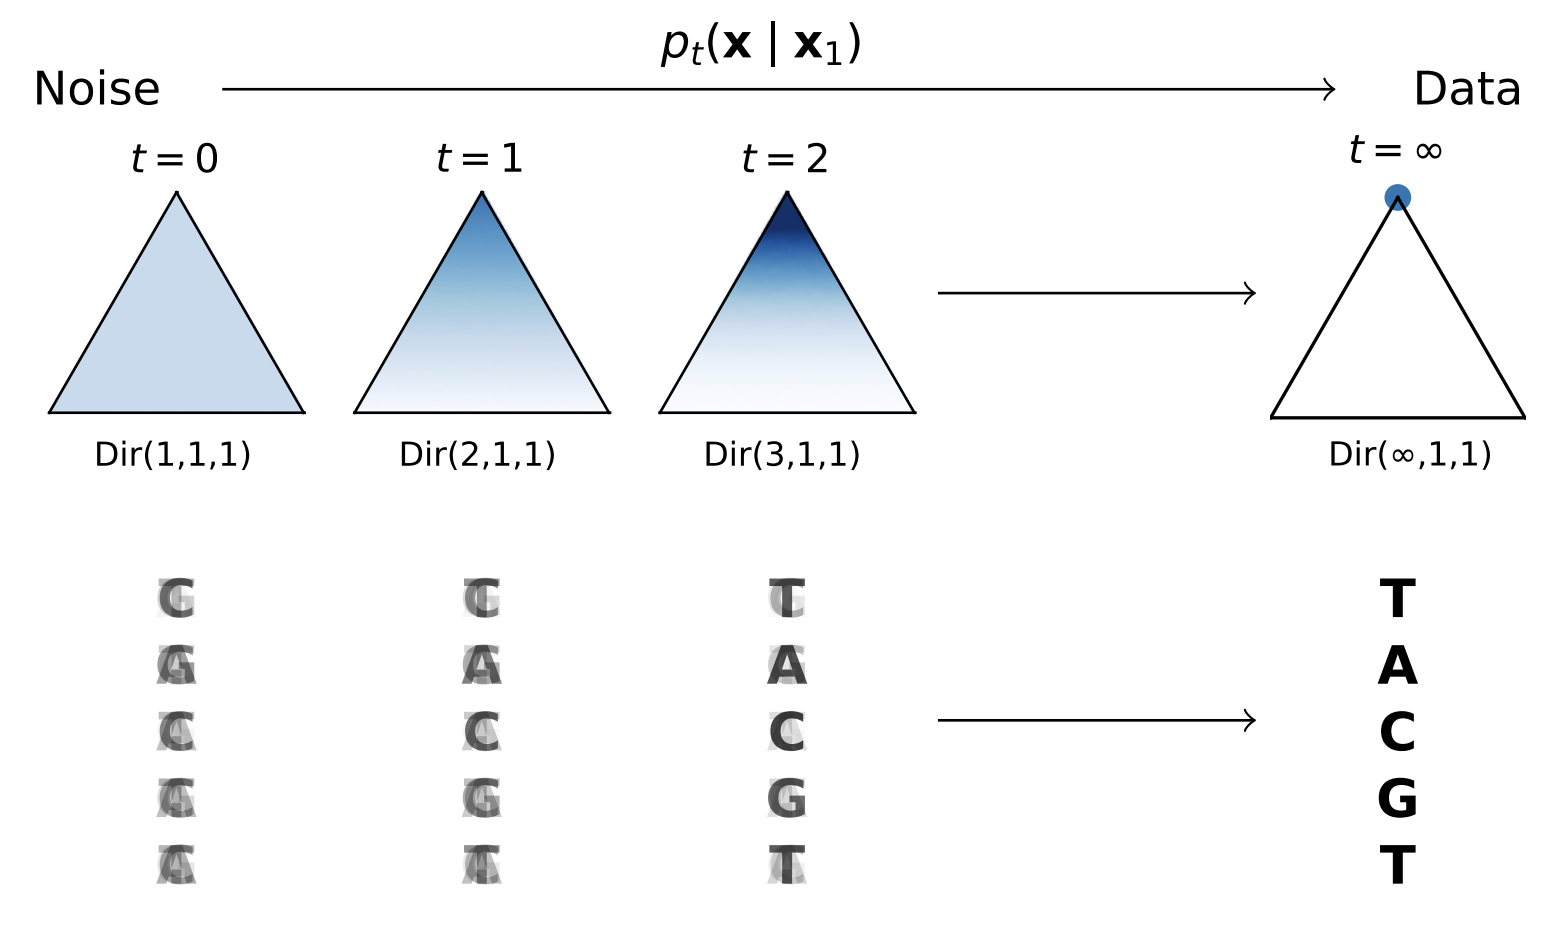 p_t(x | x_1)
Noise Data
t = 0 t = 1 t = 2 t = ∞
Dir(1,1,1) Dir(2,1,1) Dir(3,1,1) Dir(∞,1,1)
T
A
C
G
T